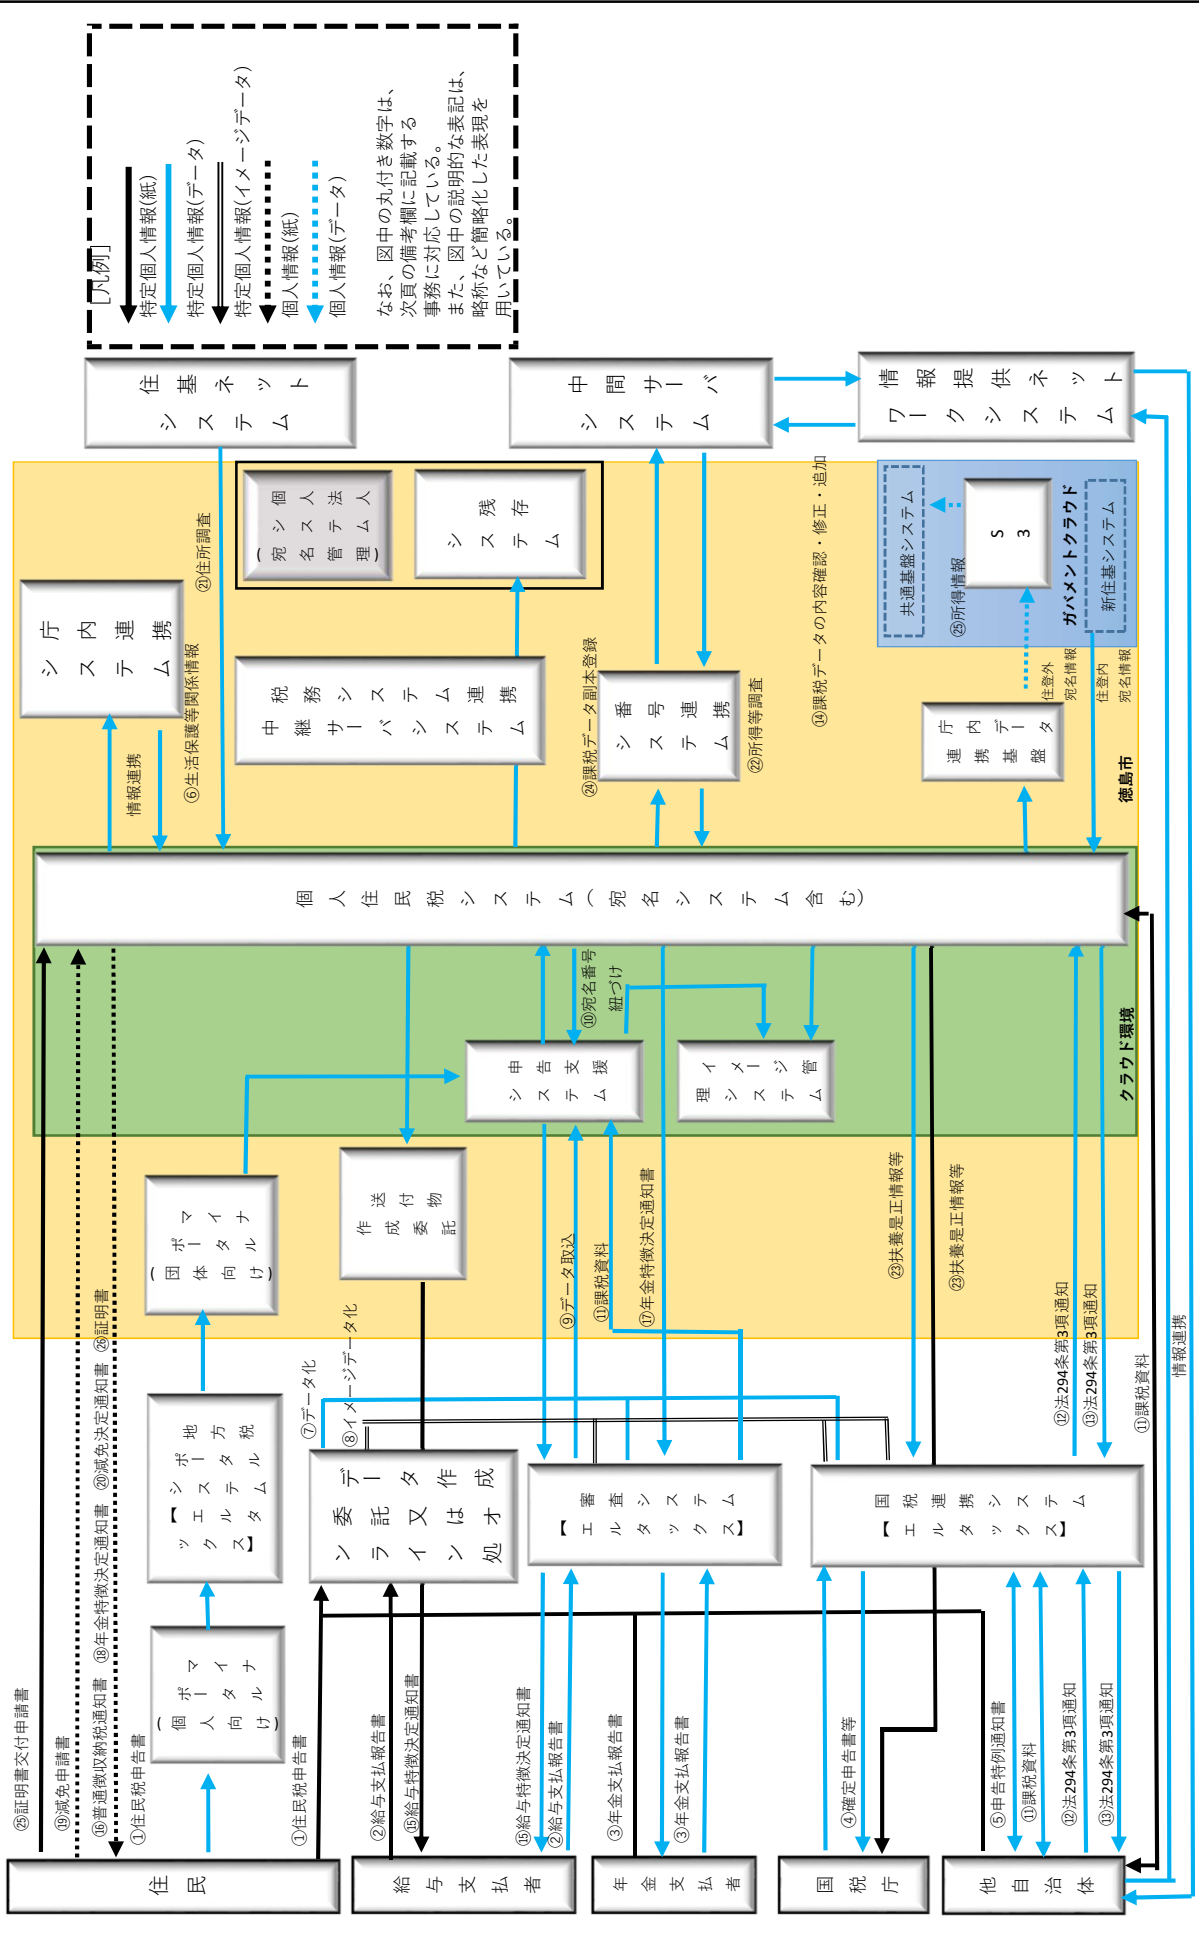 [凡例]
特定個人情報(紙)
特定個人情報(データ)
特定個人情報(イメージデータ)
個人情報(紙)
個人情報(データ)
なお、図中の丸付き数字は、
次頁の備考欄に記載する
事務に対応している。
また、図中の説明的な表記は、
略称など簡略化した表現を
用いている。
住基ネット
システム
中間サーバ
システム
情報提供ネット
ワークシステム
庁内連携
システム
㉑住所調査
⑥生活保護等関係情報
情報連携
個人法人
(宛名管理)
システム
残存
システム
税務システム連携
中継サーバシステム
㉔課税データ副本登録
番号連携
システム
㉒所得等調査
⑭課税データの内容確認・修正・追加
共通基盤システム
S3
㉕所得情報
ガバメントクラウド
新住基システム
住登外
宛名情報
住登内
宛名情報
庁内データ
連携基盤
徳島市
個人住民税システム(宛名システム含む)
⑩宛名番号
紐づけ
申告支援
システム
イメージ管
理システム
クラウド環境
マイナ
ポータル
(団体向け)
送付物
作成委託
⑨データ取込
⑪課税資料
⑰年金特徴決定通知書
㉓扶養是正情報等
㉓扶養是正情報等
⑫法294条第3項通知
⑬法294条第3項通知
⑪課税資料
情報連携
地方税
ポータル
システム
【エルタ
ックス】
⑦データ化
⑧イメージデータ化
データ作成
委託又はオ
ンライン処
審査システム
【エルタックス】
国税連携システム
【エルタックス】
マイナ
ポータル
(個人向け)
㉕証明書交付申請書
⑲減免申請書
⑯普通徴収納税通知書 ⑱年金特徴決定通知書 ⑳減免決定通知書 ㉖証明書
①住民税申告書
①住民税申告書
②給与支払報告書
⑮給与特徴決定通知書
⑮給与特徴決定通知書
②給与支払報告書
③年金支払報告書
③年金支払報告書
④確定申告書等
⑤申告特例通知書
⑪課税資料
⑫法294条第3項通知
⑬法294条第3項通知
住民
給与支払者
年金支払者
国税庁
他自治体